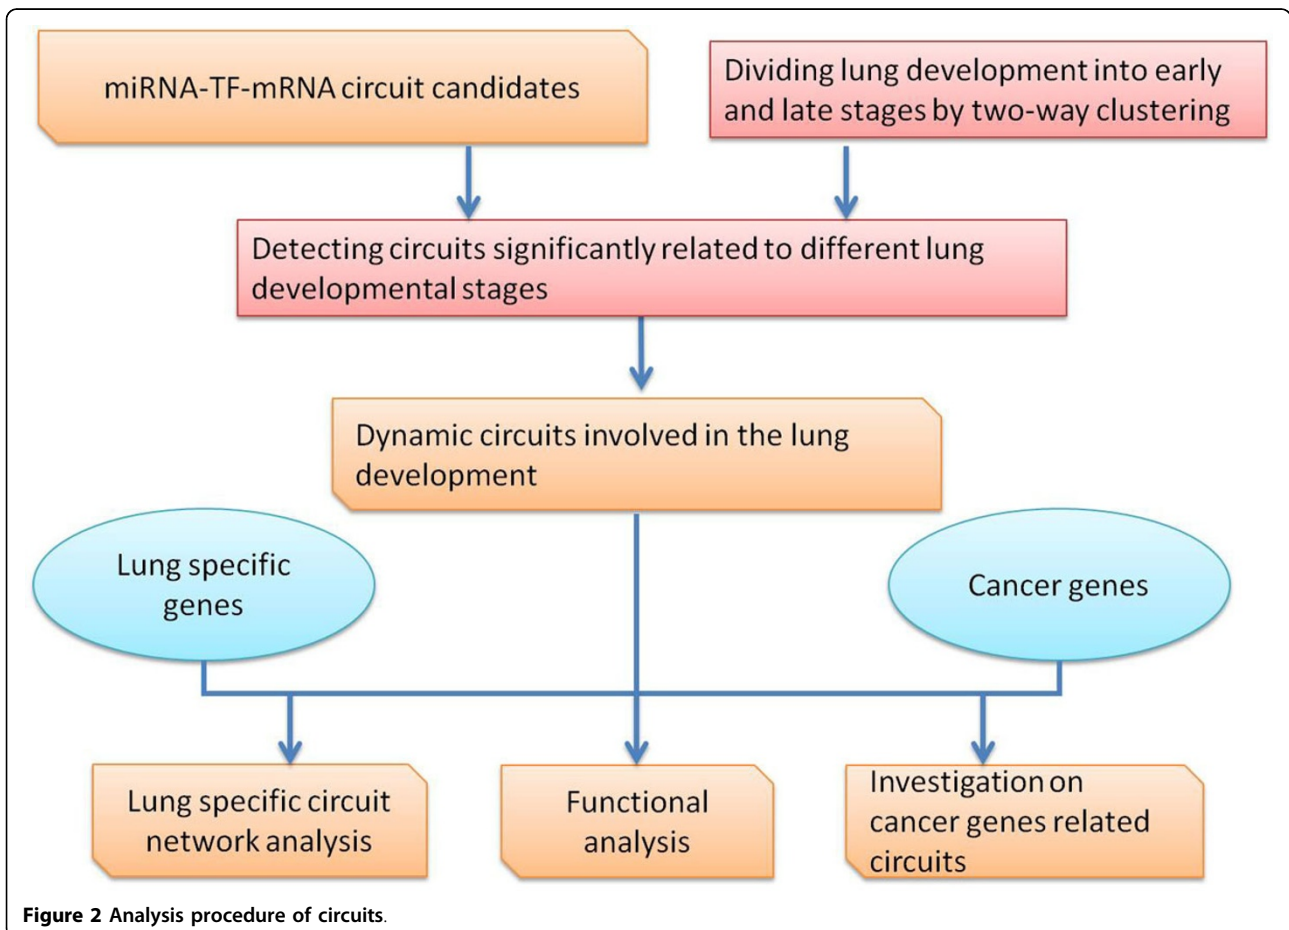 miRNA-TF-mRNA circuit candidates
Dividing lung development into early
and late stages by two-way clustering
Detecting circuits significantly related to different lung
developmental stages
Dynamic circuits involved in the lung
development
Lung specific
genes
Cancer genes
Lung specific circuit
network analysis
Functional
analysis
Investigation on
cancer genes related
circuits
Figure 2 Analysis procedure of circuits.